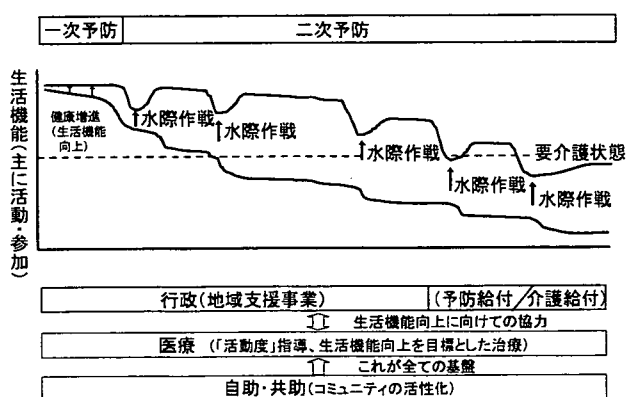 一次予防
二次予防
生活機能(主に活動・参加)
健康増進
(生活機能
向上)
水際作戦
水際作戦
水際作戦
水際作戦
水際作戦
要介護状態
行政(地域支援事業)
(予防給付/介護給付)
生活機能向上に向けての協力
医療 (「活動度」指導、生活機能向上を目標とした治療)
これが全ての基盤
自助・共助(コミュニティの活性化)